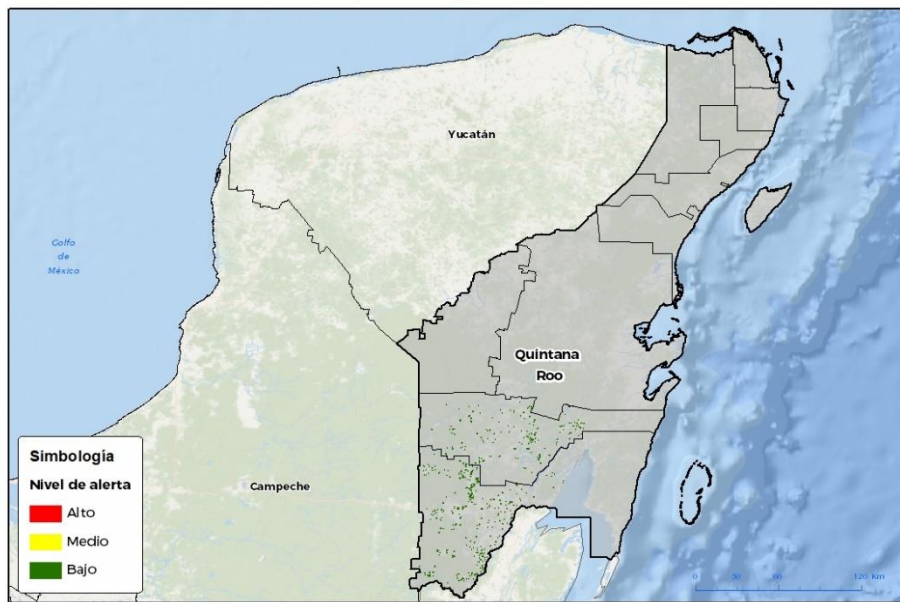 Yucatán
Golfo
de
México
Quintana
Roo
Campeche
Simbología
Nivel de alerta
Alto
Medio
Bajo
0 30 60 120 Km